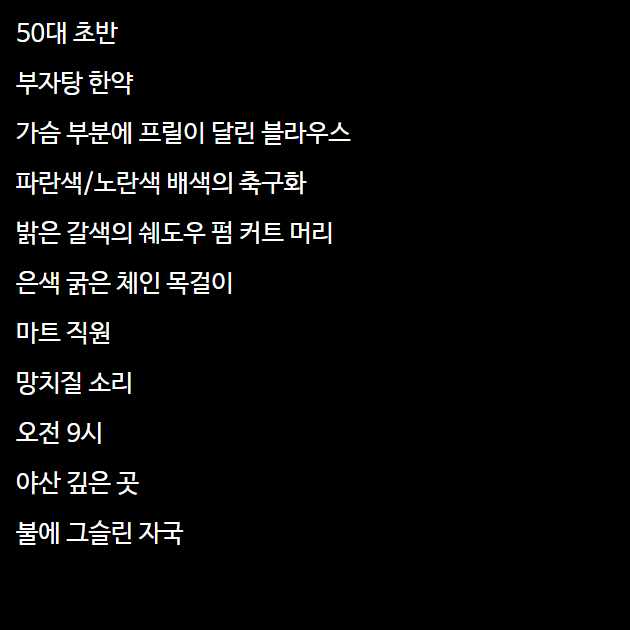 50대 초반
부자탕 한약
가슴 부분에 프릴이 달린 블라우스
파란색/노란색 배색의 축구화
밝은 갈색의 쉐도우 펌 커트 머리
은색 굵은 체인 목걸이
마트 직원
망치질 소리
오전 9시
야산 깊은 곳
불에 그슬린 자국